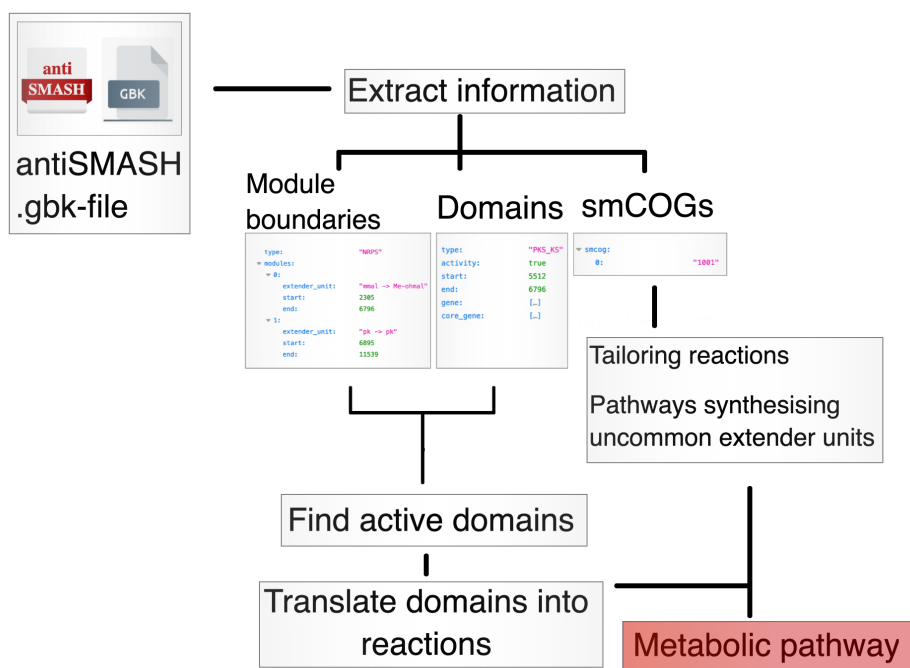 anti
SMASH
GBK
antiSMASH
.gbk-file
Extract information
Module
boundaries
type: "NRPS"
modules:
0:
extender_unit: "mmal -> Me-ohmal"
start: 2305
end: 6796
1:
extender_unit: "pk -> pk"
start: 6895
end: 11539
Domains
type: "PKS_KS"
activity: true
start: 5512
end: 6796
gene: […]
core_gene: […]
smCOGs
smcog:
0: "1001"
Tailoring reactions
Pathways synthesising
uncommon extender units
Find active domains
Translate domains into
reactions
Metabolic pathway